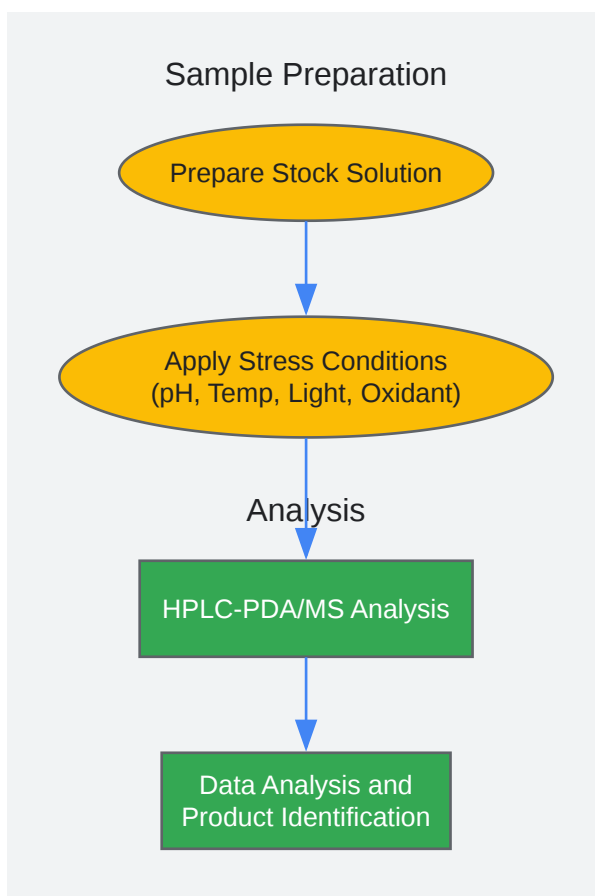 Sample Preparation
Prepare Stock Solution
Apply Stress Conditions
(pH, Temp, Light, Oxidant)
Analysis
HPLC-PDA/MS Analysis
Data Analysis and
Product Identification